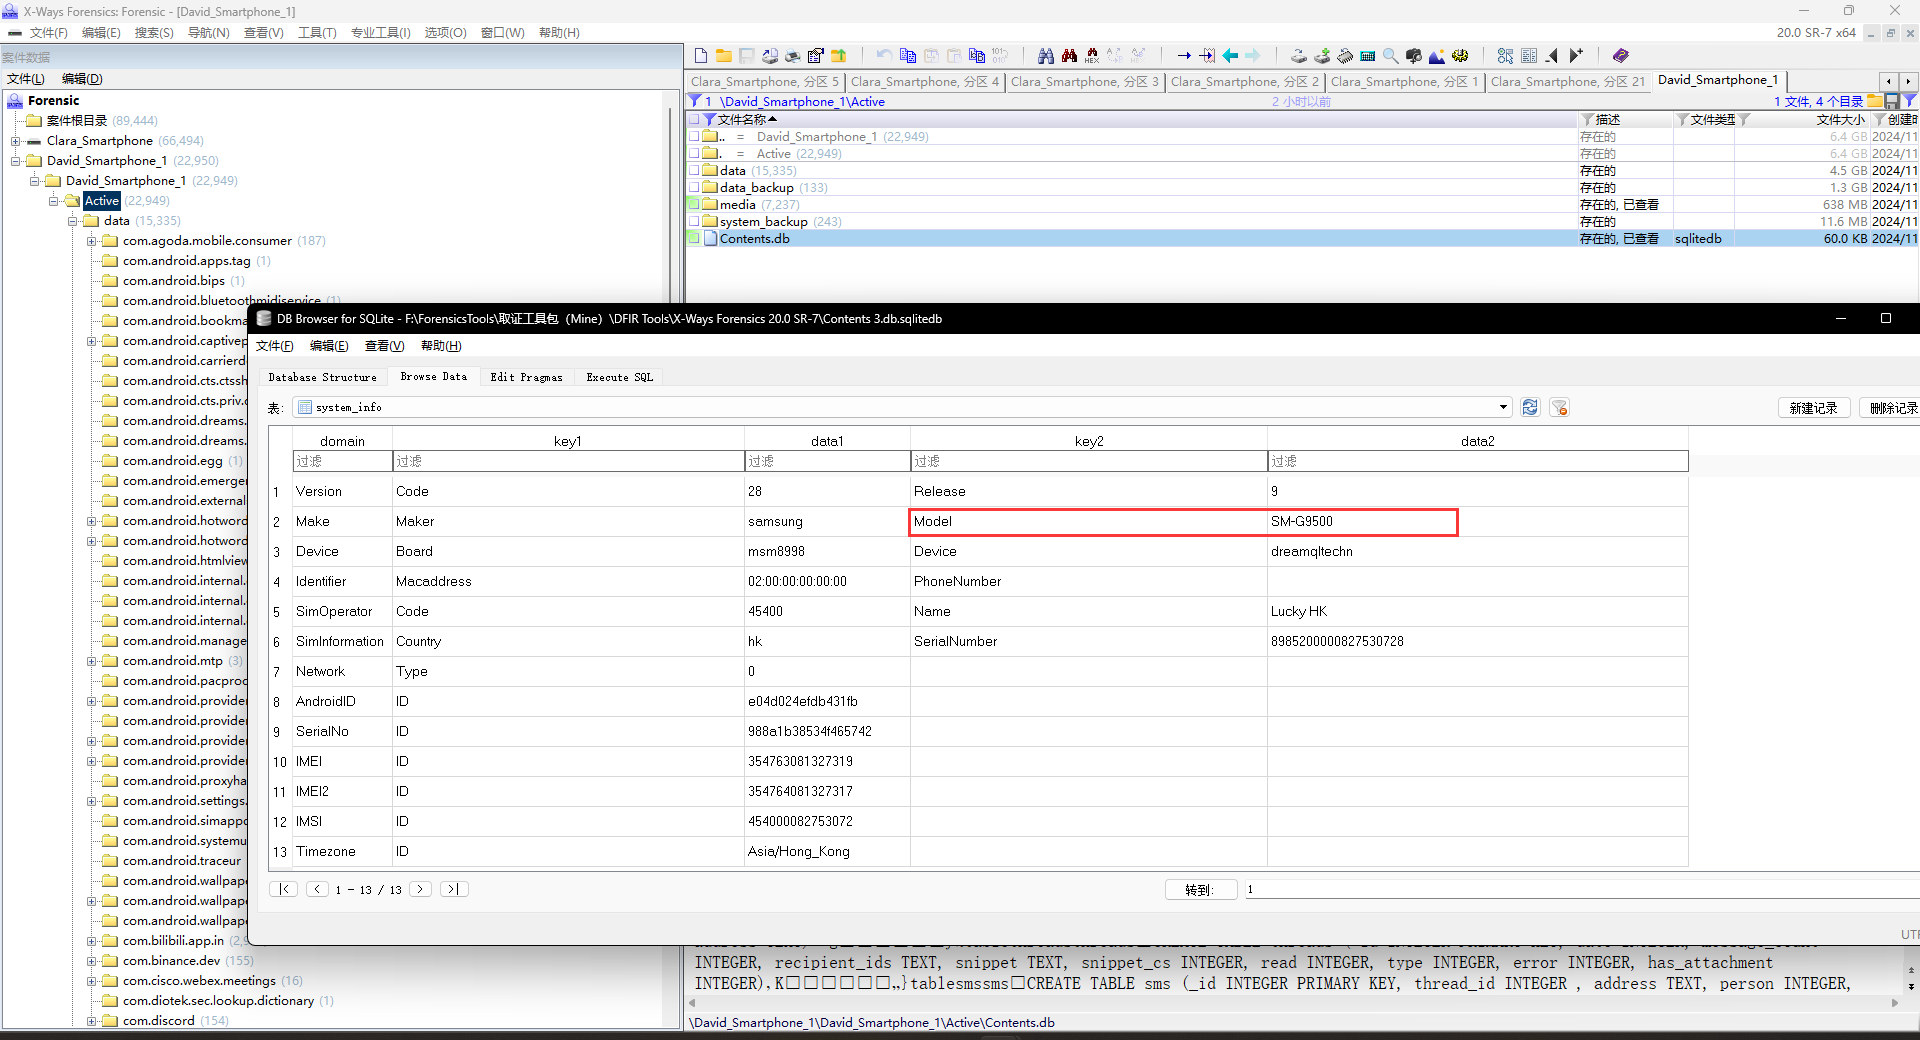 X-Ways Forensics: Forensic - [David_Smartphone_1]
文件(F) 编辑(E) 搜索(S) 导航(N) 查看(V) 工具(T) 专业工具(I) 选项(O) 窗口(W) 帮助(H) 20.0 SR-7 x64
案件数据
文件(L) 编辑(D)
Forensic
案件根目录 (89,444)
Clara_Smartphone (66,494)
David_Smartphone_1 (22,950)
David_Smartphone_1 (22,949)
Active (22,949)
data (15,335)
com.agoda.mobile.consumer (187)
com.android.apps.tag (1)
com.android.bips (1)
com.android.bluetoothmidiservice (1)
com.android.bookma
com.android.captivep
com.android.carrierd
com.android.cts.ctssh
com.android.cts.priv.c
com.android.dreams.
com.android.dreams.
com.android.egg (1)
com.android.emerge
com.android.external
com.android.hotword
com.android.hotword
com.android.htmlview
com.android.internal.
com.android.internal.
com.android.internal.
com.android.manage
com.android.mtp (3)
com.android.pacproc
com.android.provider
com.android.provider
com.android.provider
com.android.provider
com.android.proxyha
com.android.settings.
com.android.simappc
com.android.systemu
com.android.traceur
com.android.wallpape
com.android.wallpape
com.android.wallpape
com.bilibili.app.in (2,9
com.binance.dev (155)
com.cisco.webex.meetings (16)
com.diotek.sec.lookup.dictionary (1)
com.discord (154)
Clara_Smartphone, 分区 5 Clara_Smartphone, 分区 4 Clara_Smartphone, 分区 3 Clara_Smartphone, 分区 2 Clara_Smartphone, 分区 1 Clara_Smartphone, 分区 21 David_Smartphone_1
1 \David_Smartphone_1\Active 2 小时以前 1 文件, 4 个目录
文件名称 描述 文件类型 文件大小 创建时
.. = David_Smartphone_1 (22,949) 存在的 6.4 GB 2024/11
. = Active (22,949) 存在的 6.4 GB 2024/11
data (15,335) 存在的 4.5 GB 2024/11
data_backup (133) 存在的 1.3 GB 2024/11
media (7,237) 存在的, 已查看 638 MB 2024/11
system_backup (243) 存在的 11.6 MB 2024/11
Contents.db 存在的, 已查看 sqlitedb 60.0 KB 2024/11
DB Browser for SQLite - F:\ForensicsTools\取证工具包（Mine）\DFIR Tools\X-Ways Forensics 20.0 SR-7\Contents 3.db.sqlitedb
文件(F) 编辑(E) 查看(V) 帮助(H)
Database Structure Browse Data Edit Pragmas Execute SQL
表: system_info 新建记录 删除记录
domain key1 data1 key2 data2
过滤 过滤 过滤 过滤 过滤
1 Version Code 28 Release 9
2 Make Maker samsung Model SM-G9500
3 Device Board msm8998 Device dreamqltechn
4 Identifier Macaddress 02:00:00:00:00:00 PhoneNumber
5 SimOperator Code 45400 Name Lucky HK
6 SimInformation Country hk SerialNumber 8985200000827530728
7 Network Type 0
8 AndroidID ID e04d024efdb431fb
9 SerialNo ID 988a1b38534f465742
10 IMEI ID 354763081327319
11 IMEI2 ID 354764081327317
12 IMSI ID 454000082753072
13 Timezone ID Asia/Hong_Kong
1 - 13 / 13 转到: 1
UTF
INTEGER, recipient_ids TEXT, snippet TEXT, snippet_cs INTEGER, read INTEGER, type INTEGER, error INTEGER, has_attachment
INTEGER),K□□□□□□„}tablesmssms□CREATE TABLE sms (_id INTEGER PRIMARY KEY, thread_id INTEGER , address TEXT, person INTEGER,
\David_Smartphone_1\David_Smartphone_1\Active\Contents.db